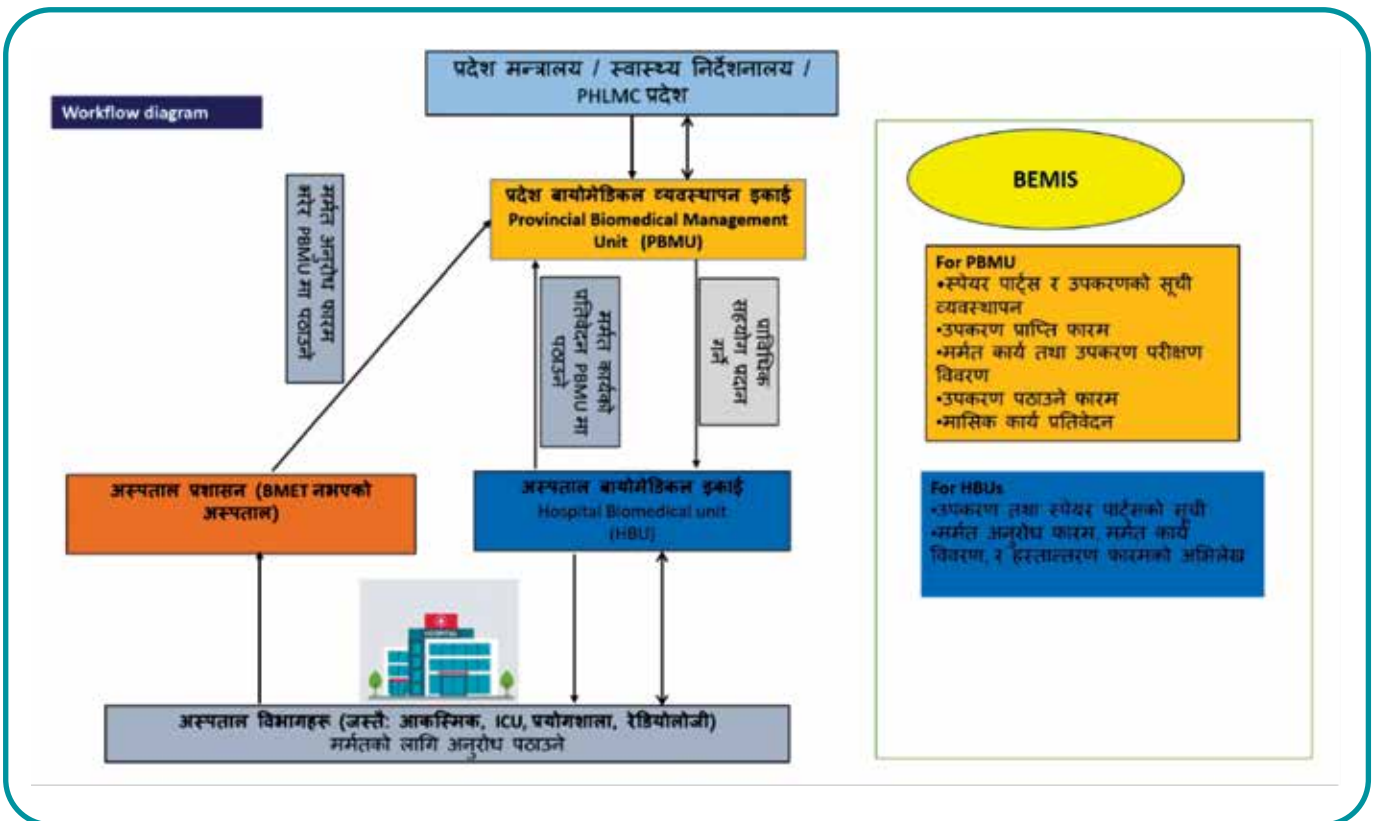 प्रदेश मन्त्रालय / स्वास्थ्य निर्देशनालय /
PHLMC प्रदेश
Workflow diagram
प्रदेश बायोमेडिकल व्यवस्थापन इकाई
Provincial Biomedical Management
Unit (PBMU)
मर्मत अनुरोध फारम
भरेर PBMU मा पठाउने
मर्मत कार्यको
प्रतिवेदन PBMU मा
पठाउने
प्राविधिक
सहयोग प्रदान
गर्ने
अस्पताल प्रशासन (BMET नभएको
अस्पताल)
अस्पताल बायोमेडिकल इकाई
Hospital Biomedical unit
(HBU)
HOSPITAL
अस्पताल विभागहरू (जस्तै: आकस्मिक, ICU, प्रयोगशाला, रेडियोलोजी)
मर्मतको लागि अनुरोध पठाउने
BEMIS
For PBMU
•स्पेयर पार्ट्स र उपकरणको सूची
व्यवस्थापन
•उपकरण प्राप्ति फारम
•मर्मत कार्य तथा उपकरण परीक्षण
विवरण
•उपकरण पठाउने फारम
•मासिक कार्य प्रतिवेदन
For HBUs
•उपकरण तथा स्पेयर पार्ट्सको सूची
•मर्मत अनुरोध फारम, मर्मत कार्य
विवरण, र हस्तान्तरण फारमको अभिलेख